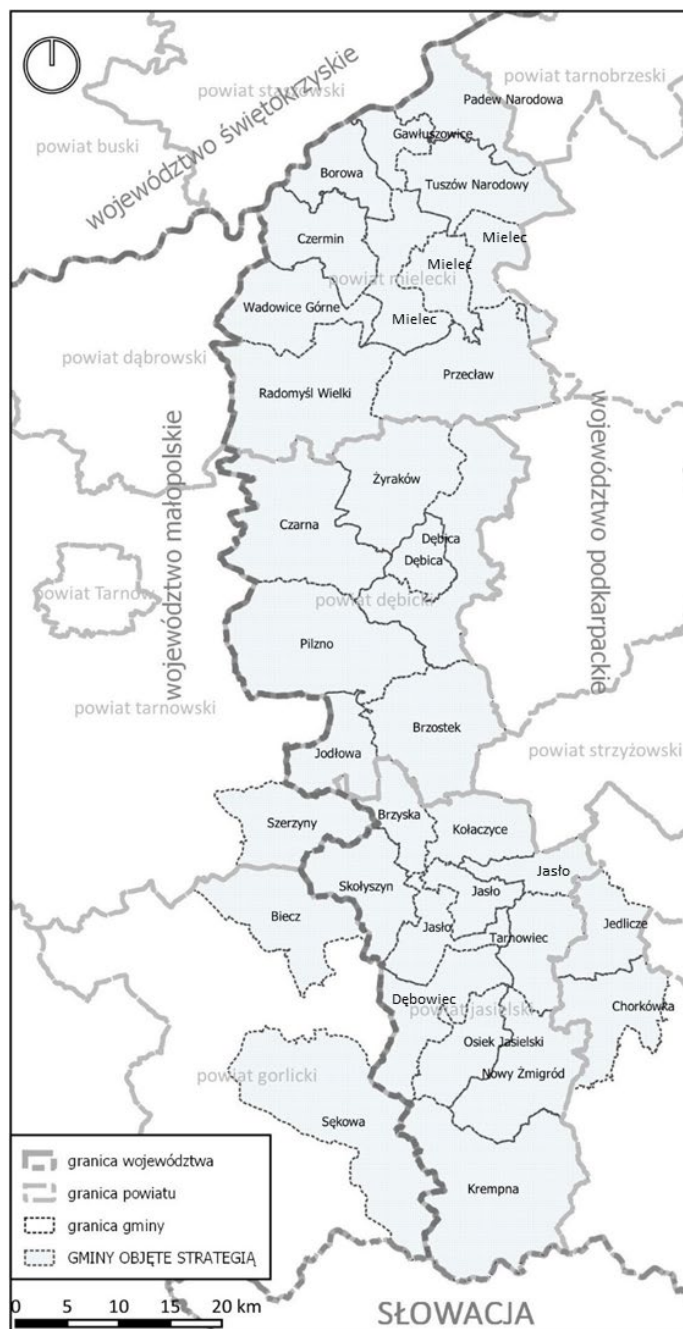 powiat tarnobrzeski
powiat staszowski
województwo świętokrzyskie
powiat buski
Padew Narodowa
Gawłuszowice
Borowa
Tuszów Narodowy
Czermin
Mielec
Mielec
powiat mielecki
Wadowice Górne
Mielec
powiat dąbrowski
Przecław
Radomyśl Wielki
województwo małopolskie
województwo podkarpackie
Żyraków
Czarna
Dębica
Dębica
powiat Tarnów
powiat dębicki
Pilzno
powiat tarnowski
Brzostek
powiat strzyżowski
Jodłowa
Szerzyny
Brzyska
Kołaczyce
Jasło
Skołyszyn
Jasło
Biecz
Jedlicze
Jasło
Tarnowiec
Dębowiec
powiat jasielski
Chorkówka
Osiek Jasielski
powiat gorlicki
Nowy Żmigród
Sękowa
Krempna
granica województwa
granica powiatu
granica gminy
GMINY OBJĘTE STRATEGIĄ
0 5 10 15 20 km
SŁOWACJA